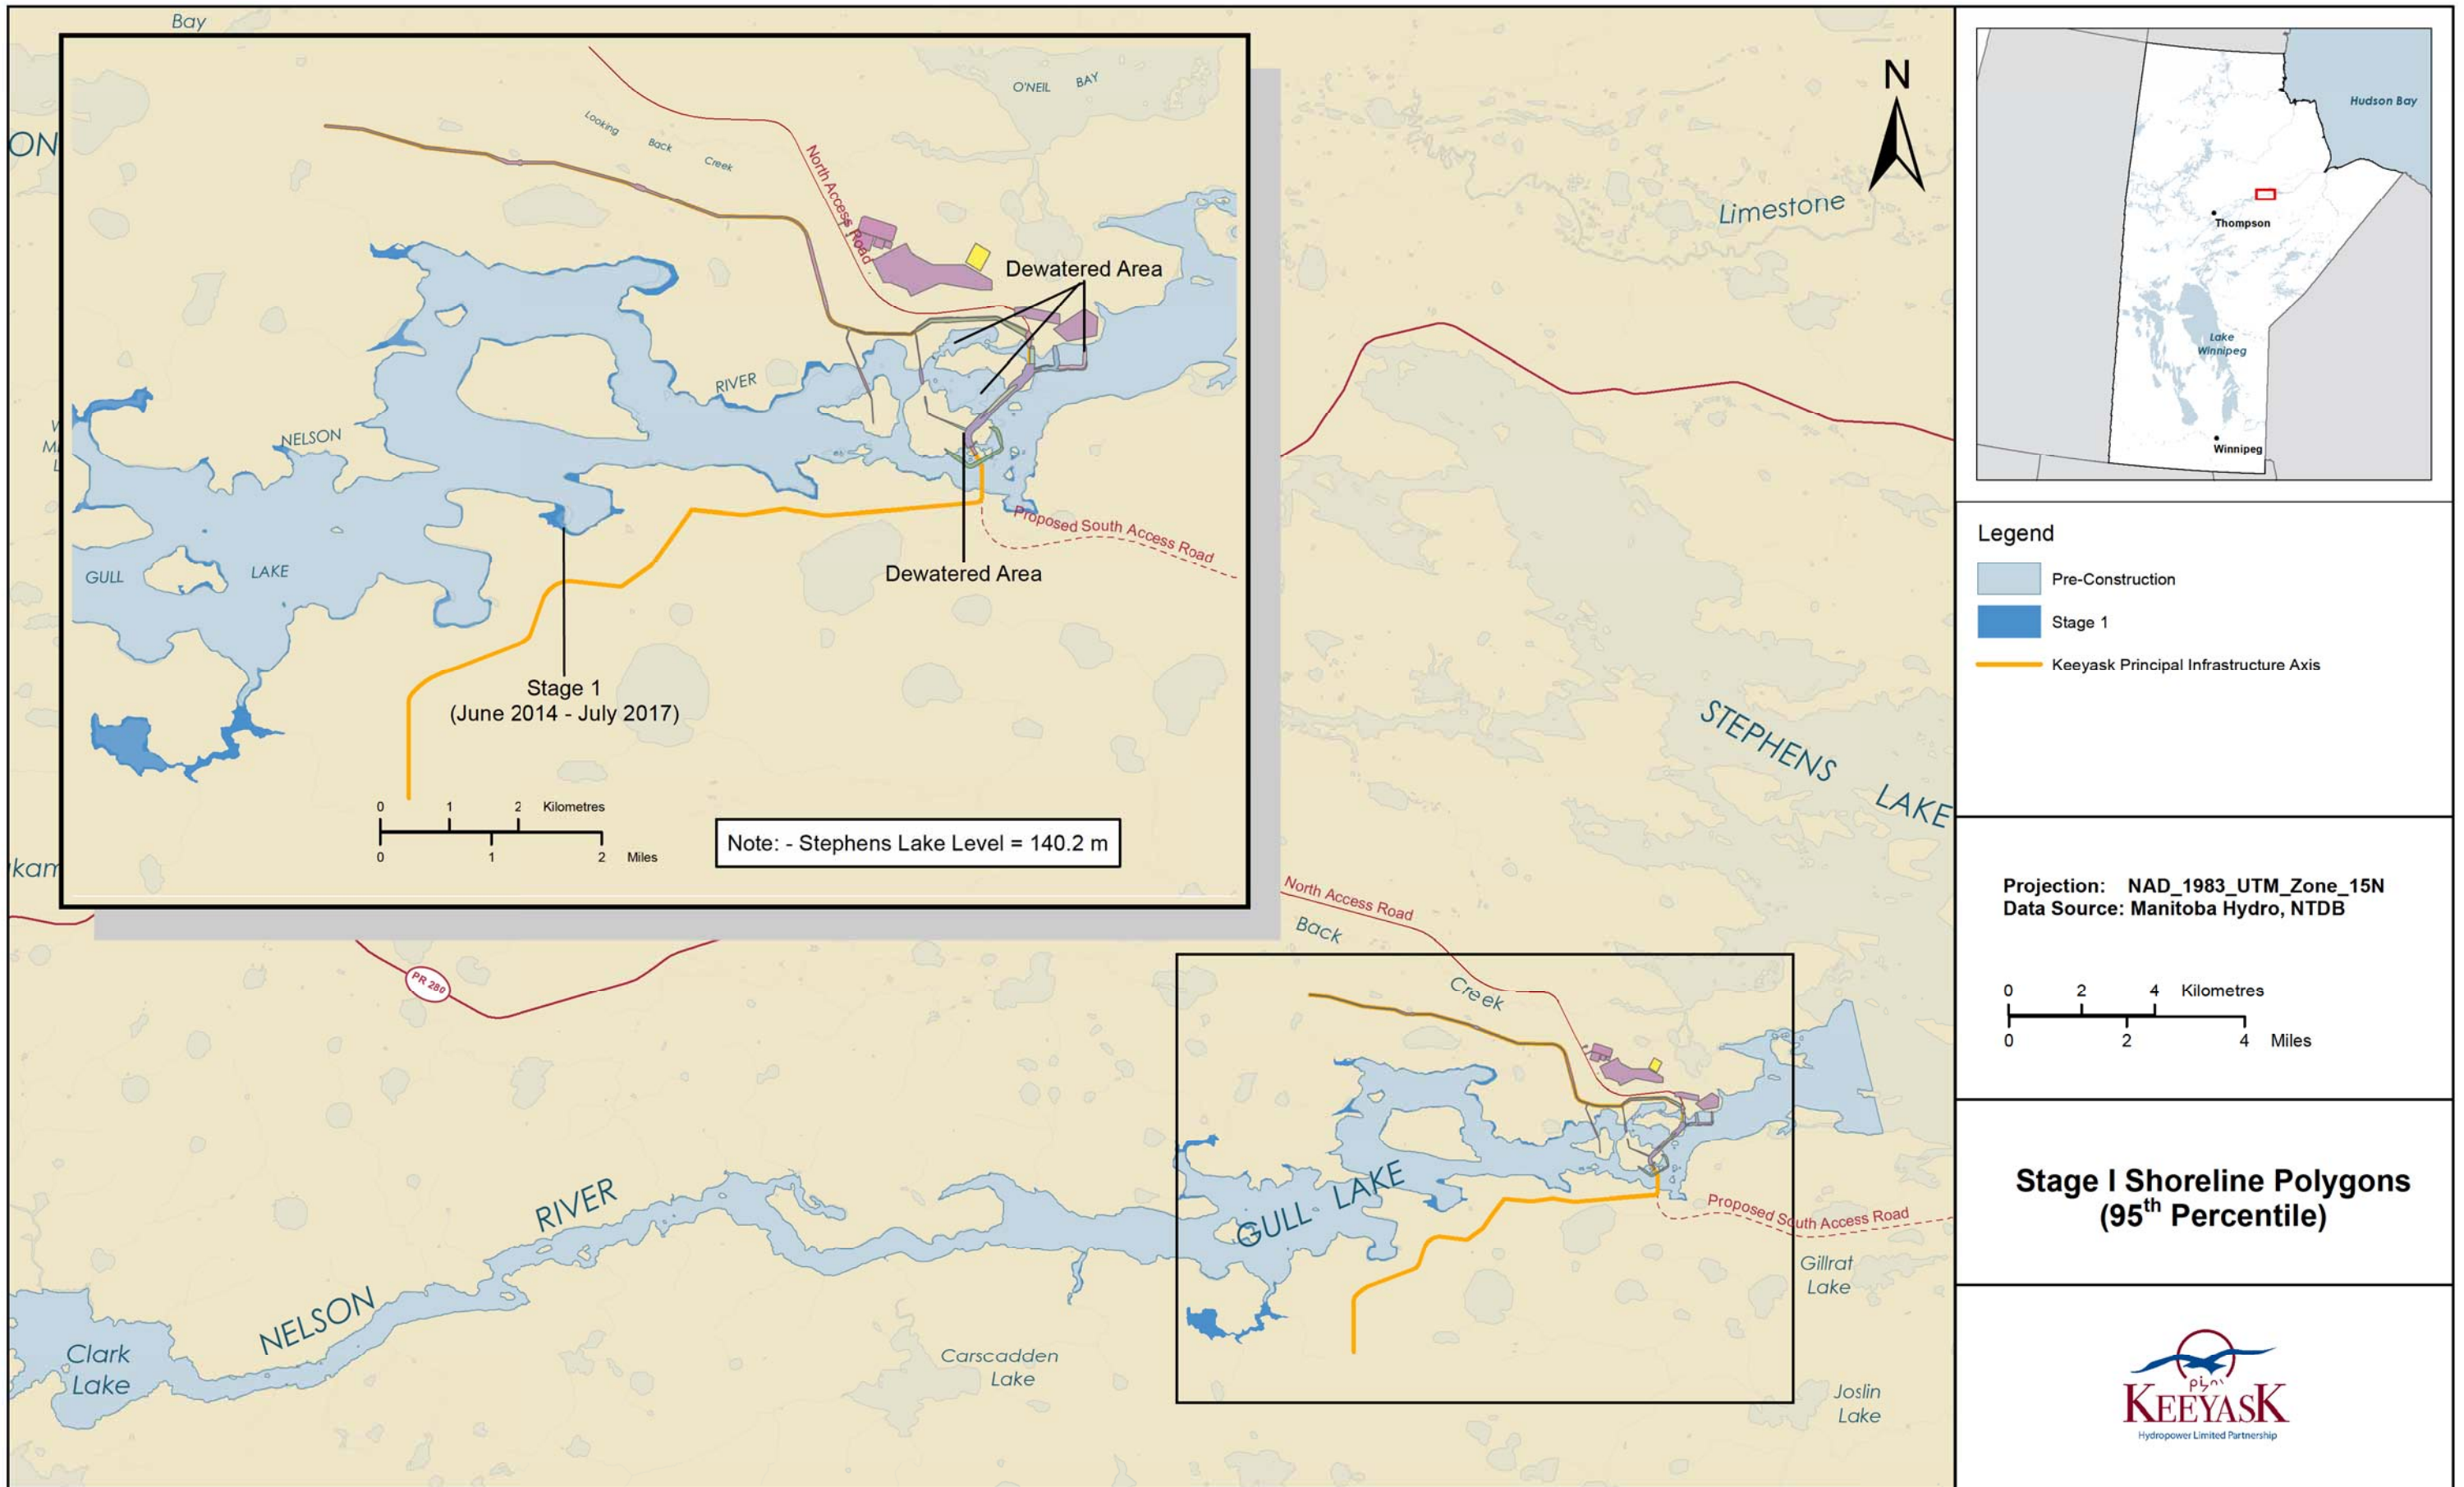 Bay
ON
O'NEIL BAY
Looking Back Creek
North Access Road
Dewatered Area
RIVER
NELSON
GULL LAKE
Proposed South Access Road
Dewatered Area
Stage 1
(June 2014 - July 2017)
0 1 2 Kilometres
0 1 2 Miles
Note: - Stephens Lake Level = 140.2 m
N
Limestone
STEPHENS LAKE
North Access Road
Back
Creek
PR 280
RIVER
NELSON
GULL LAKE
Proposed South Access Road
Gillrat
Lake
Clark
Lake
Carscadden
Lake
Joslin
Lake
Hudson Bay
Thompson
Lake
Winnipeg
Winnipeg
Legend
Pre-Construction
Stage 1
Keeyask Principal Infrastructure Axis
Projection: NAD_1983_UTM_Zone_15N
Data Source: Manitoba Hydro, NTDB
0 2 4 Kilometres
0 2 4 Miles
Stage I Shoreline Polygons
(95th Percentile)
KEEYASK
Hydropower Limited Partnership